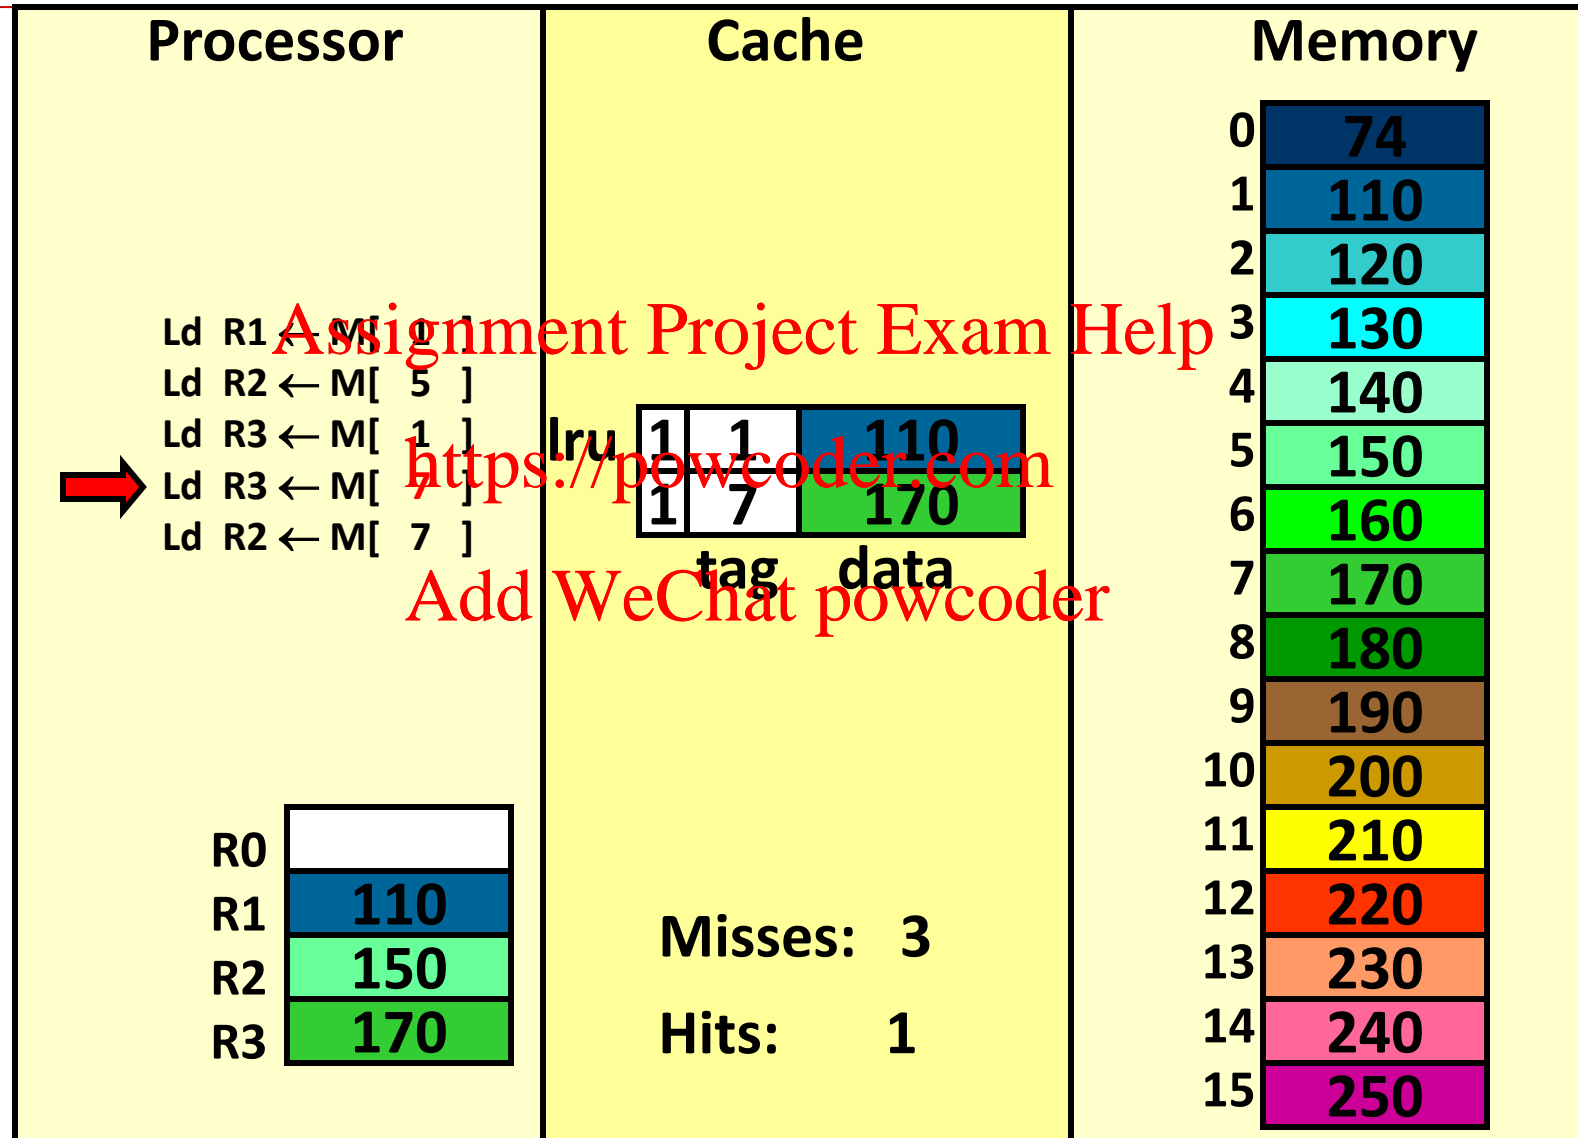 Processor
Ld R1 ← M[ 1 ]
Ld R2 ← M[ 5 ]
Ld R3 ← M[ 1 ]
Ld R3 ← M[ 7 ]
Ld R2 ← M[ 7 ]
R0
R1 110
R2 150
R3 170
Cache
lru 1 1 110
1 7 170
tag data
Misses: 3
Hits: 1
Memory
0 74
1 110
2 120
3 130
4 140
5 150
6 160
7 170
8 180
9 190
10 200
11 210
12 220
13 230
14 240
15 250
Assignment Project Exam Help
https://powcoder.com
Add WeChat powcoder